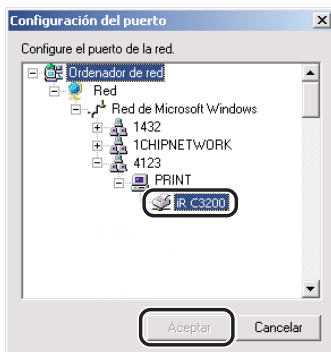 Configuración del puerto
Configure el puerto de la red.
Ordenador de red
Red
Red de Microsoft Windows
1432
1CHIPNETWORK
4123
PRINT
iR C3200
Aceptar
Cancelar